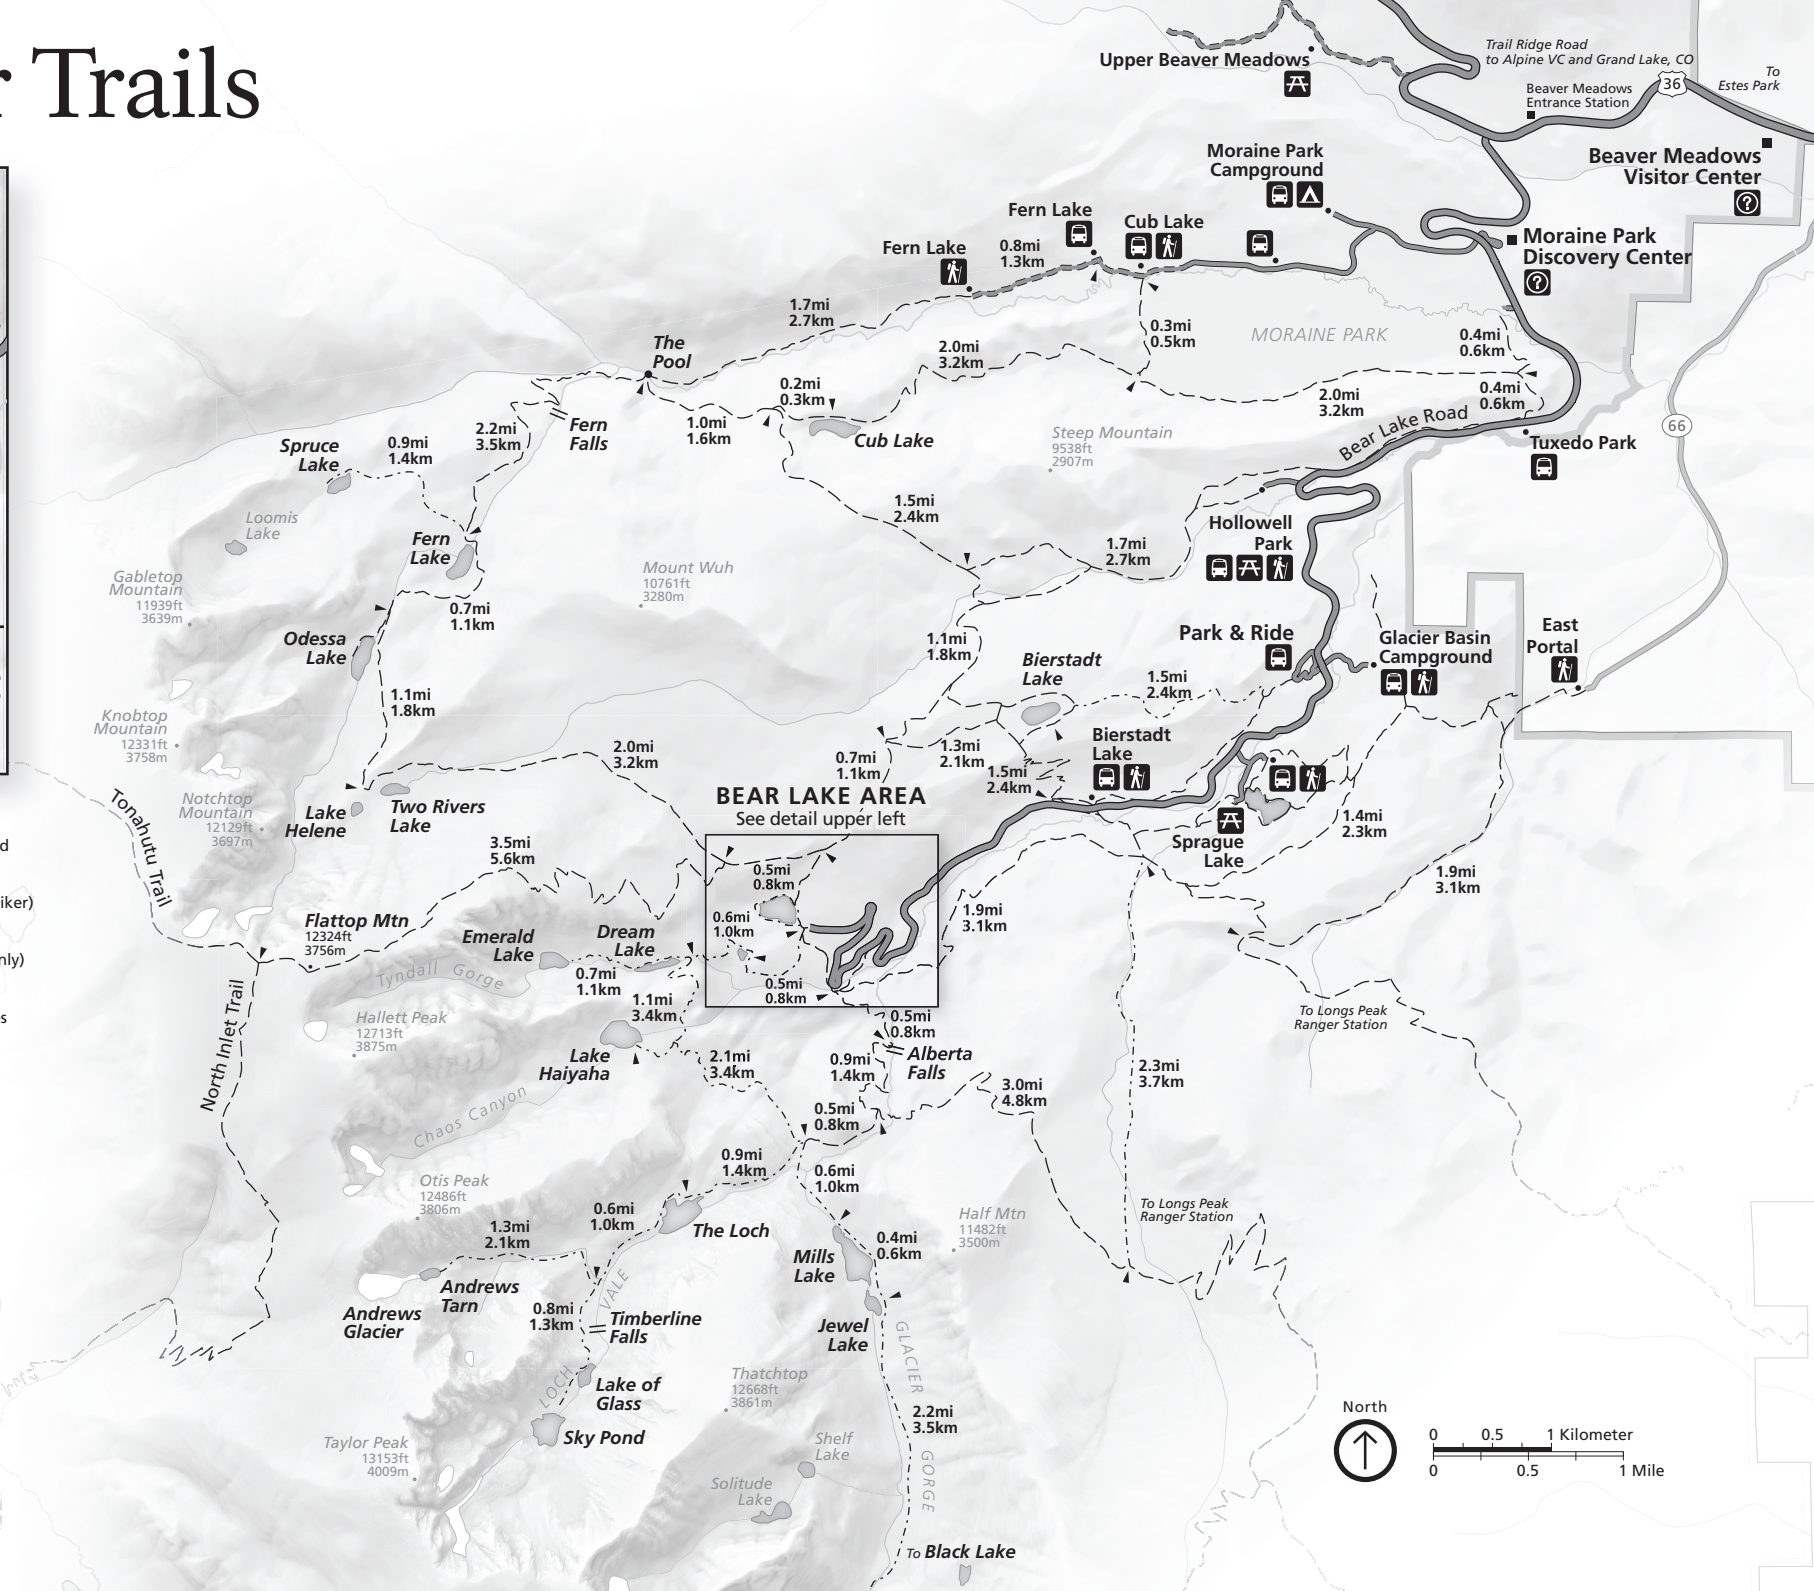 r Trails
Upper Beaver Meadows
Trail Ridge Road
to Alpine VC and Grand Lake, CO
36
To
Estes Park
Beaver Meadows
Entrance Station
Beaver Meadows
Visitor Center
?
Moraine Park
Campground
Fern Lake
Cub Lake
Moraine Park
Discovery Center
?
Fern Lake
0.8mi
1.3km
1.7mi
2.7km
The
Pool
0.3mi
0.5km
MORAINE PARK
0.4mi
0.6km
2.0mi
3.2km
0.2mi
0.3km
0.4mi
0.6km
2.0mi
3.2km
1.0mi
1.6km
Cub Lake
2.2mi
3.5km
Fern
Falls
Spruce
Lake
0.9mi
1.4km
Steep Mountain
9538ft
2907m
Bear Lake Road
66
Tuxedo Park
Loomis
Lake
Fern
Lake
1.5mi
2.4km
Hollowell
Park
1.7mi
2.7km
Gabletop
Mountain
11939ft
3639m
Mount Wuh
10761ft
3280m
0.7mi
1.1km
Odessa
Lake
1.1mi
1.8km
Park & Ride
Glacier Basin
Campground
East
Portal
Bierstadt
Lake
1.5mi
2.4km
1.1mi
1.8km
Knobtop
Mountain
12331ft
3758m
2.0mi
3.2km
0.7mi
1.1km
1.3mi
2.1km
Bierstadt
Lake
1.5mi
2.4km
Notchtop
Mountain
12129ft
3697m
Lake
Helene
Two Rivers
Lake
BEAR LAKE AREA
See detail upper left
Sprague
Lake
1.4mi
2.3km
Tonahutu Trail
3.5mi
5.6km
d
iker)
nly)
s
0.5mi
0.8km
1.9mi
3.1km
Flattop Mtn
12324ft
3756m
Emerald
Lake
Dream
Lake
0.6mi
1.0km
1.9mi
3.1km
Tyndall Gorge
0.7mi
1.1km
0.5mi
0.8km
1.1mi
3.4km
North Inlet Trail
Hallett Peak
12713ft
3875m
Lake
Haiyaha
0.5mi
0.8km
To Longs Peak
Ranger Station
2.1mi
3.4km
0.9mi
1.4km
Alberta
Falls
2.3mi
3.7km
3.0mi
4.8km
Chaos Canyon
0.5mi
0.8km
0.9mi
1.4km
0.6mi
1.0km
Otis Peak
12486ft
3806m
0.6mi
1.0km
The Loch
To Longs Peak
Ranger Station
Half Mtn
11482ft
3500m
1.3mi
2.1km
0.4mi
0.6km
Mills
Lake
Andrews
Tarn
Andrews
Glacier
0.8mi
1.3km
LOCH VALE
Timberline
Falls
Jewel
Lake
GLACIER GORGE
Lake of
Glass
Thatchtop
12668ft
3861m
2.2mi
3.5km
Sky Pond
Taylor Peak
13153ft
4009m
Shelf
Lake
Solitude
Lake
To Black Lake
North
0 0.5 1 Kilometer
0 0.5 1 Mile